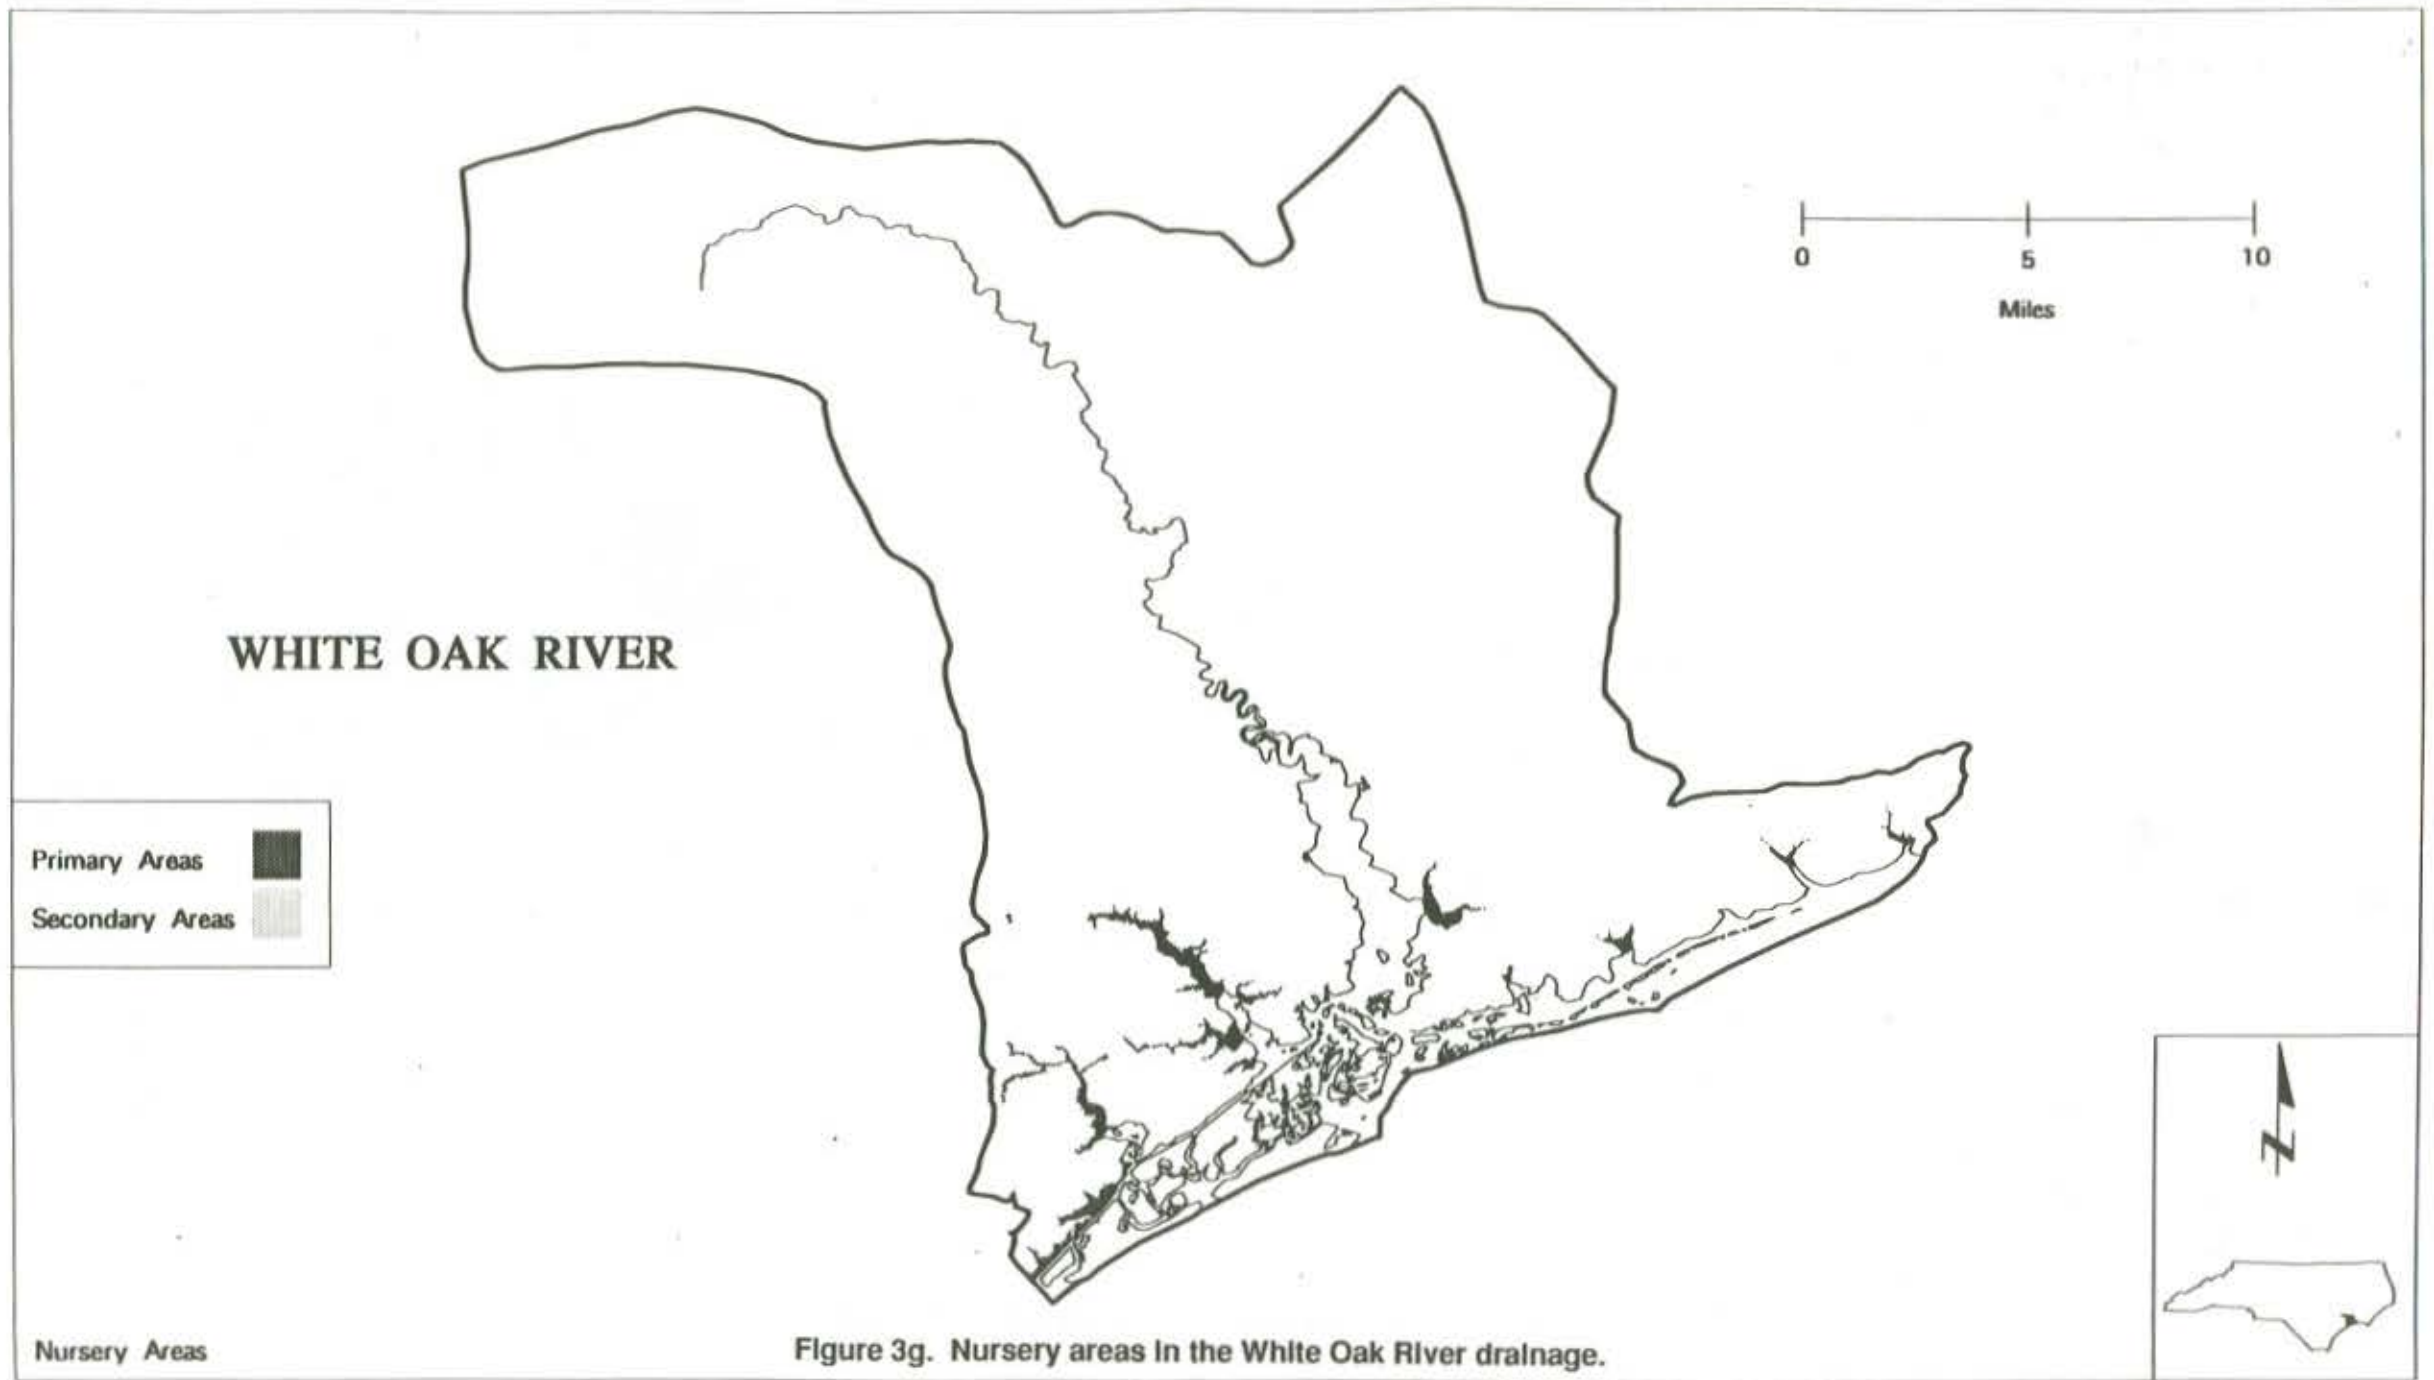 0 5 10
Miles
WHITE OAK RIVER
Primary Areas
Secondary Areas
N
Nursery Areas
Figure 3g. Nursery areas in the White Oak River drainage.